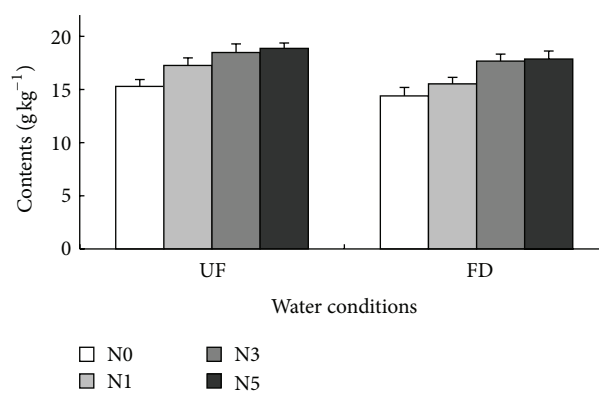 20
15
10
5
0
Contents (g kg⁻¹)
UF
FD
Water conditions
N0
N3
N1
N5